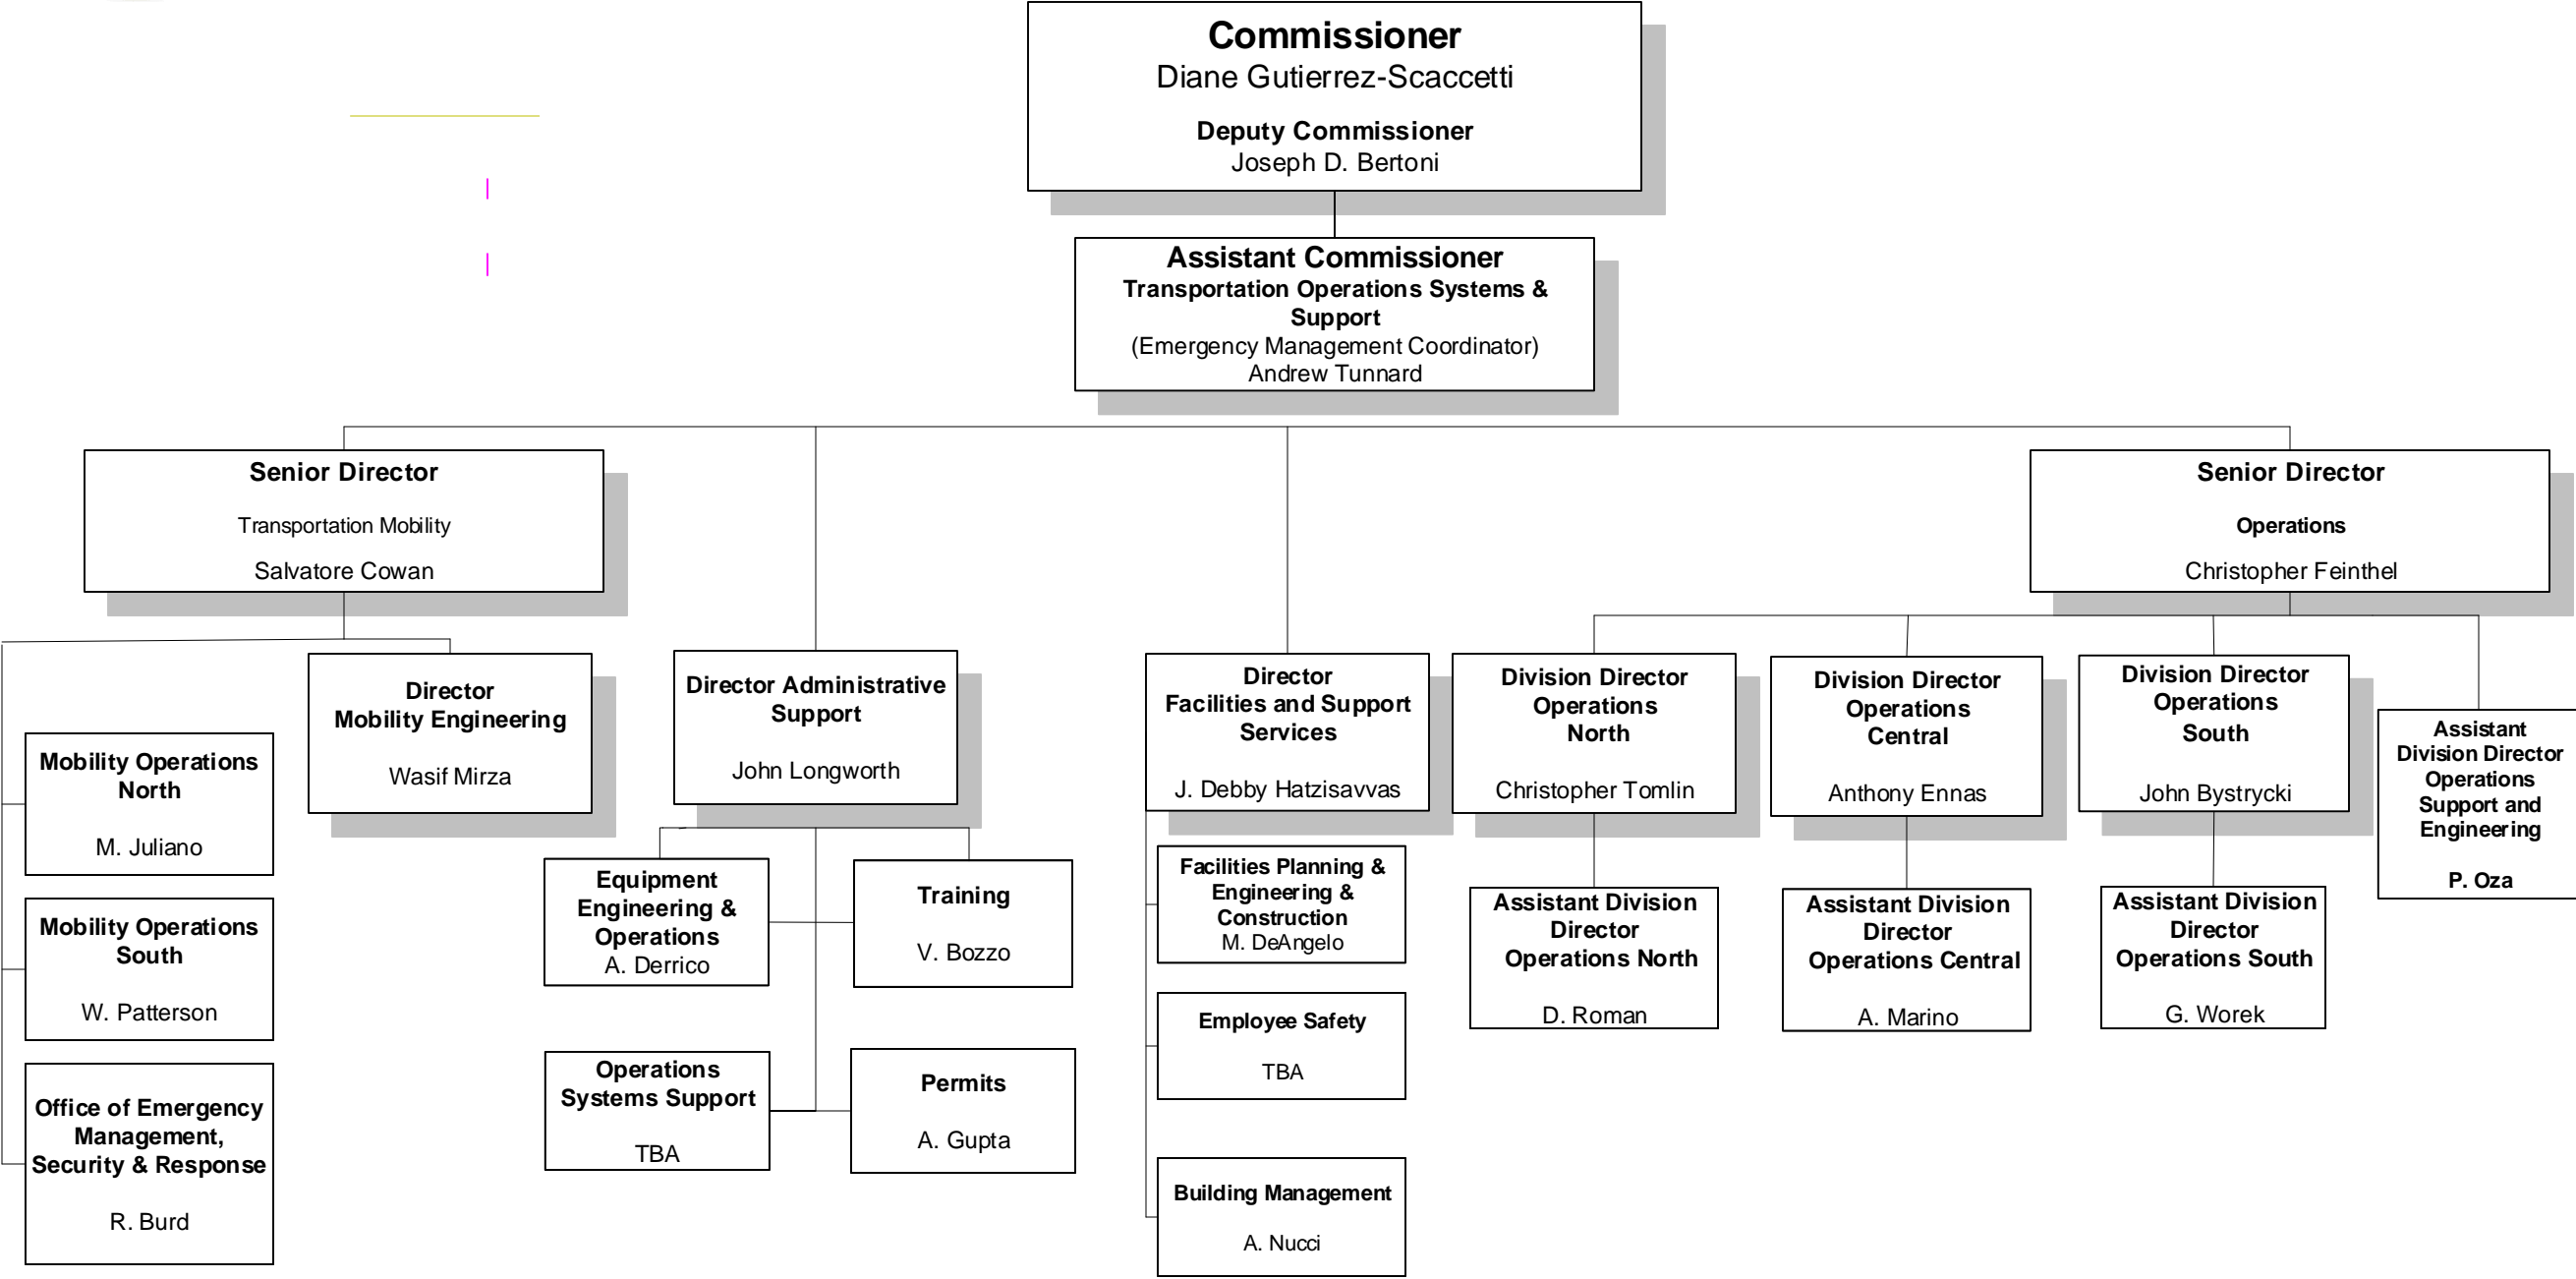 Commissioner
Diane Gutierrez-Scaccetti
Deputy Commissioner
Joseph D. Bertoni
Assistant Commissioner
Transportation Operations Systems &
Support
(Emergency Management Coordinator)
Andrew Tunnard
Senior Director
Transportation Mobility
Salvatore Cowan
Senior Director
Operations
Christopher Feinthel
Director
Mobility Engineering
Wasif Mirza
Director Administrative
Support
John Longworth
Director
Facilities and Support
Services
J. Debby Hatzisavvas
Division Director
Operations
North
Christopher Tomlin
Division Director
Operations
Central
Anthony Ennas
Division Director
Operations
South
John Bystrycki
Assistant
Division Director
Operations
Support and
Engineering
P. Oza
Mobility Operations
North
M. Juliano
Mobility Operations
South
W. Patterson
Office of Emergency
Management,
Security & Response
R. Burd
Equipment
Engineering &
Operations
A. Derrico
Training
V. Bozzo
Operations
Systems Support
TBA
Permits
A. Gupta
Facilities Planning &
Engineering &
Construction
M. DeAngelo
Employee Safety
TBA
Building Management
A. Nucci
Assistant Division
Director
Operations North
D. Roman
Assistant Division
Director
Operations Central
A. Marino
Assistant Division
Director
Operations South
G. Worek